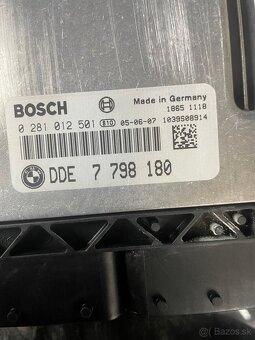 BOSCH
Made in Germany
1865 1118
0 281 012 501 810 05-06-07 1039S08914
DDE 7 798 180
Bazos.sk